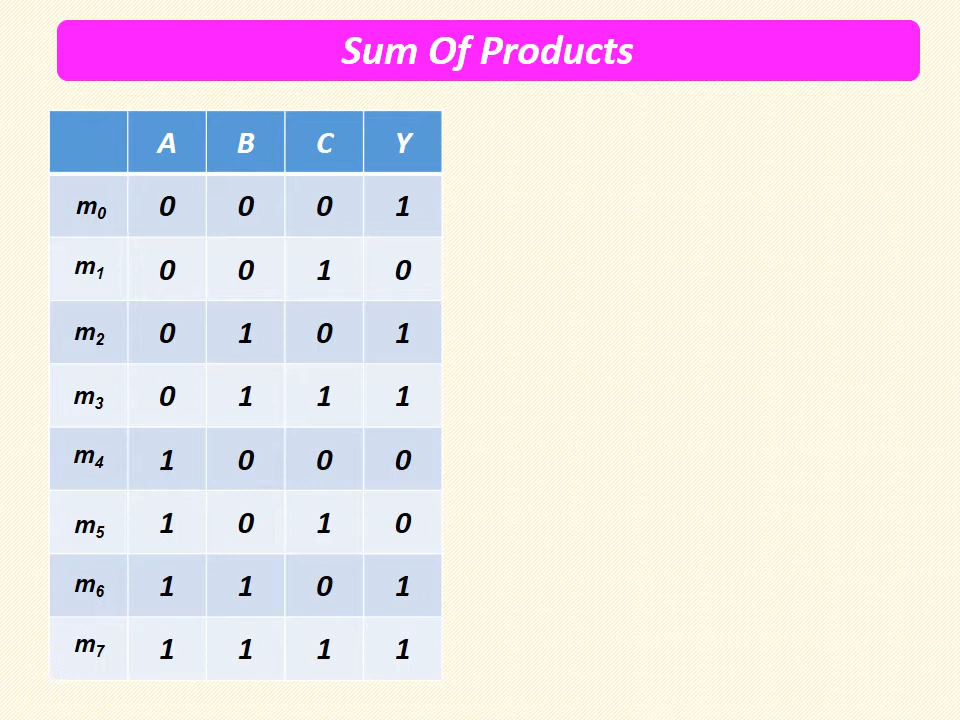 Sum Of Products
A B C Y
m0 0 0 0 1
m1 0 0 1 0
m2 0 1 0 1
m3 0 1 1 1
m4 1 0 0 0
m5 1 0 1 0
m6 1 1 0 1
m7 1 1 1 1